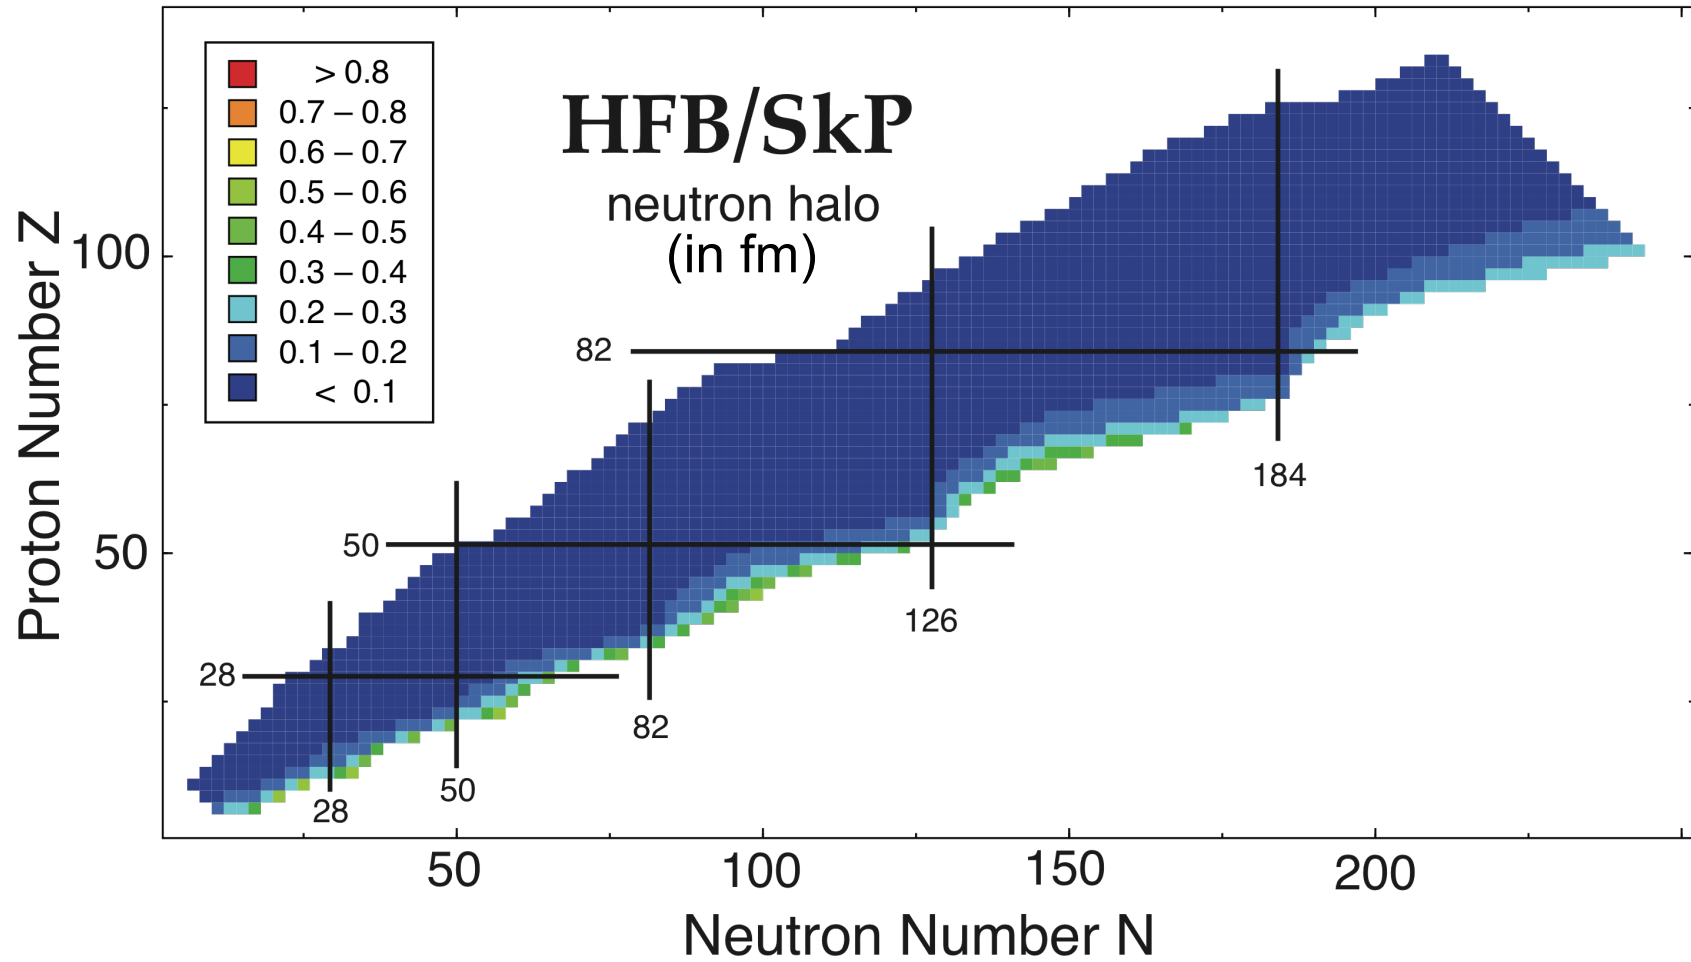 > 0.8
0.7 – 0.8
0.6 – 0.7
0.5 – 0.6
0.4 – 0.5
0.3 – 0.4
0.2 – 0.3
0.1 – 0.2
< 0.1
HFB/SkP
neutron halo
(in fm)
Proton Number Z
100
50
82
50
28
28
50
82
126
184
50
100
150
200
Neutron Number N